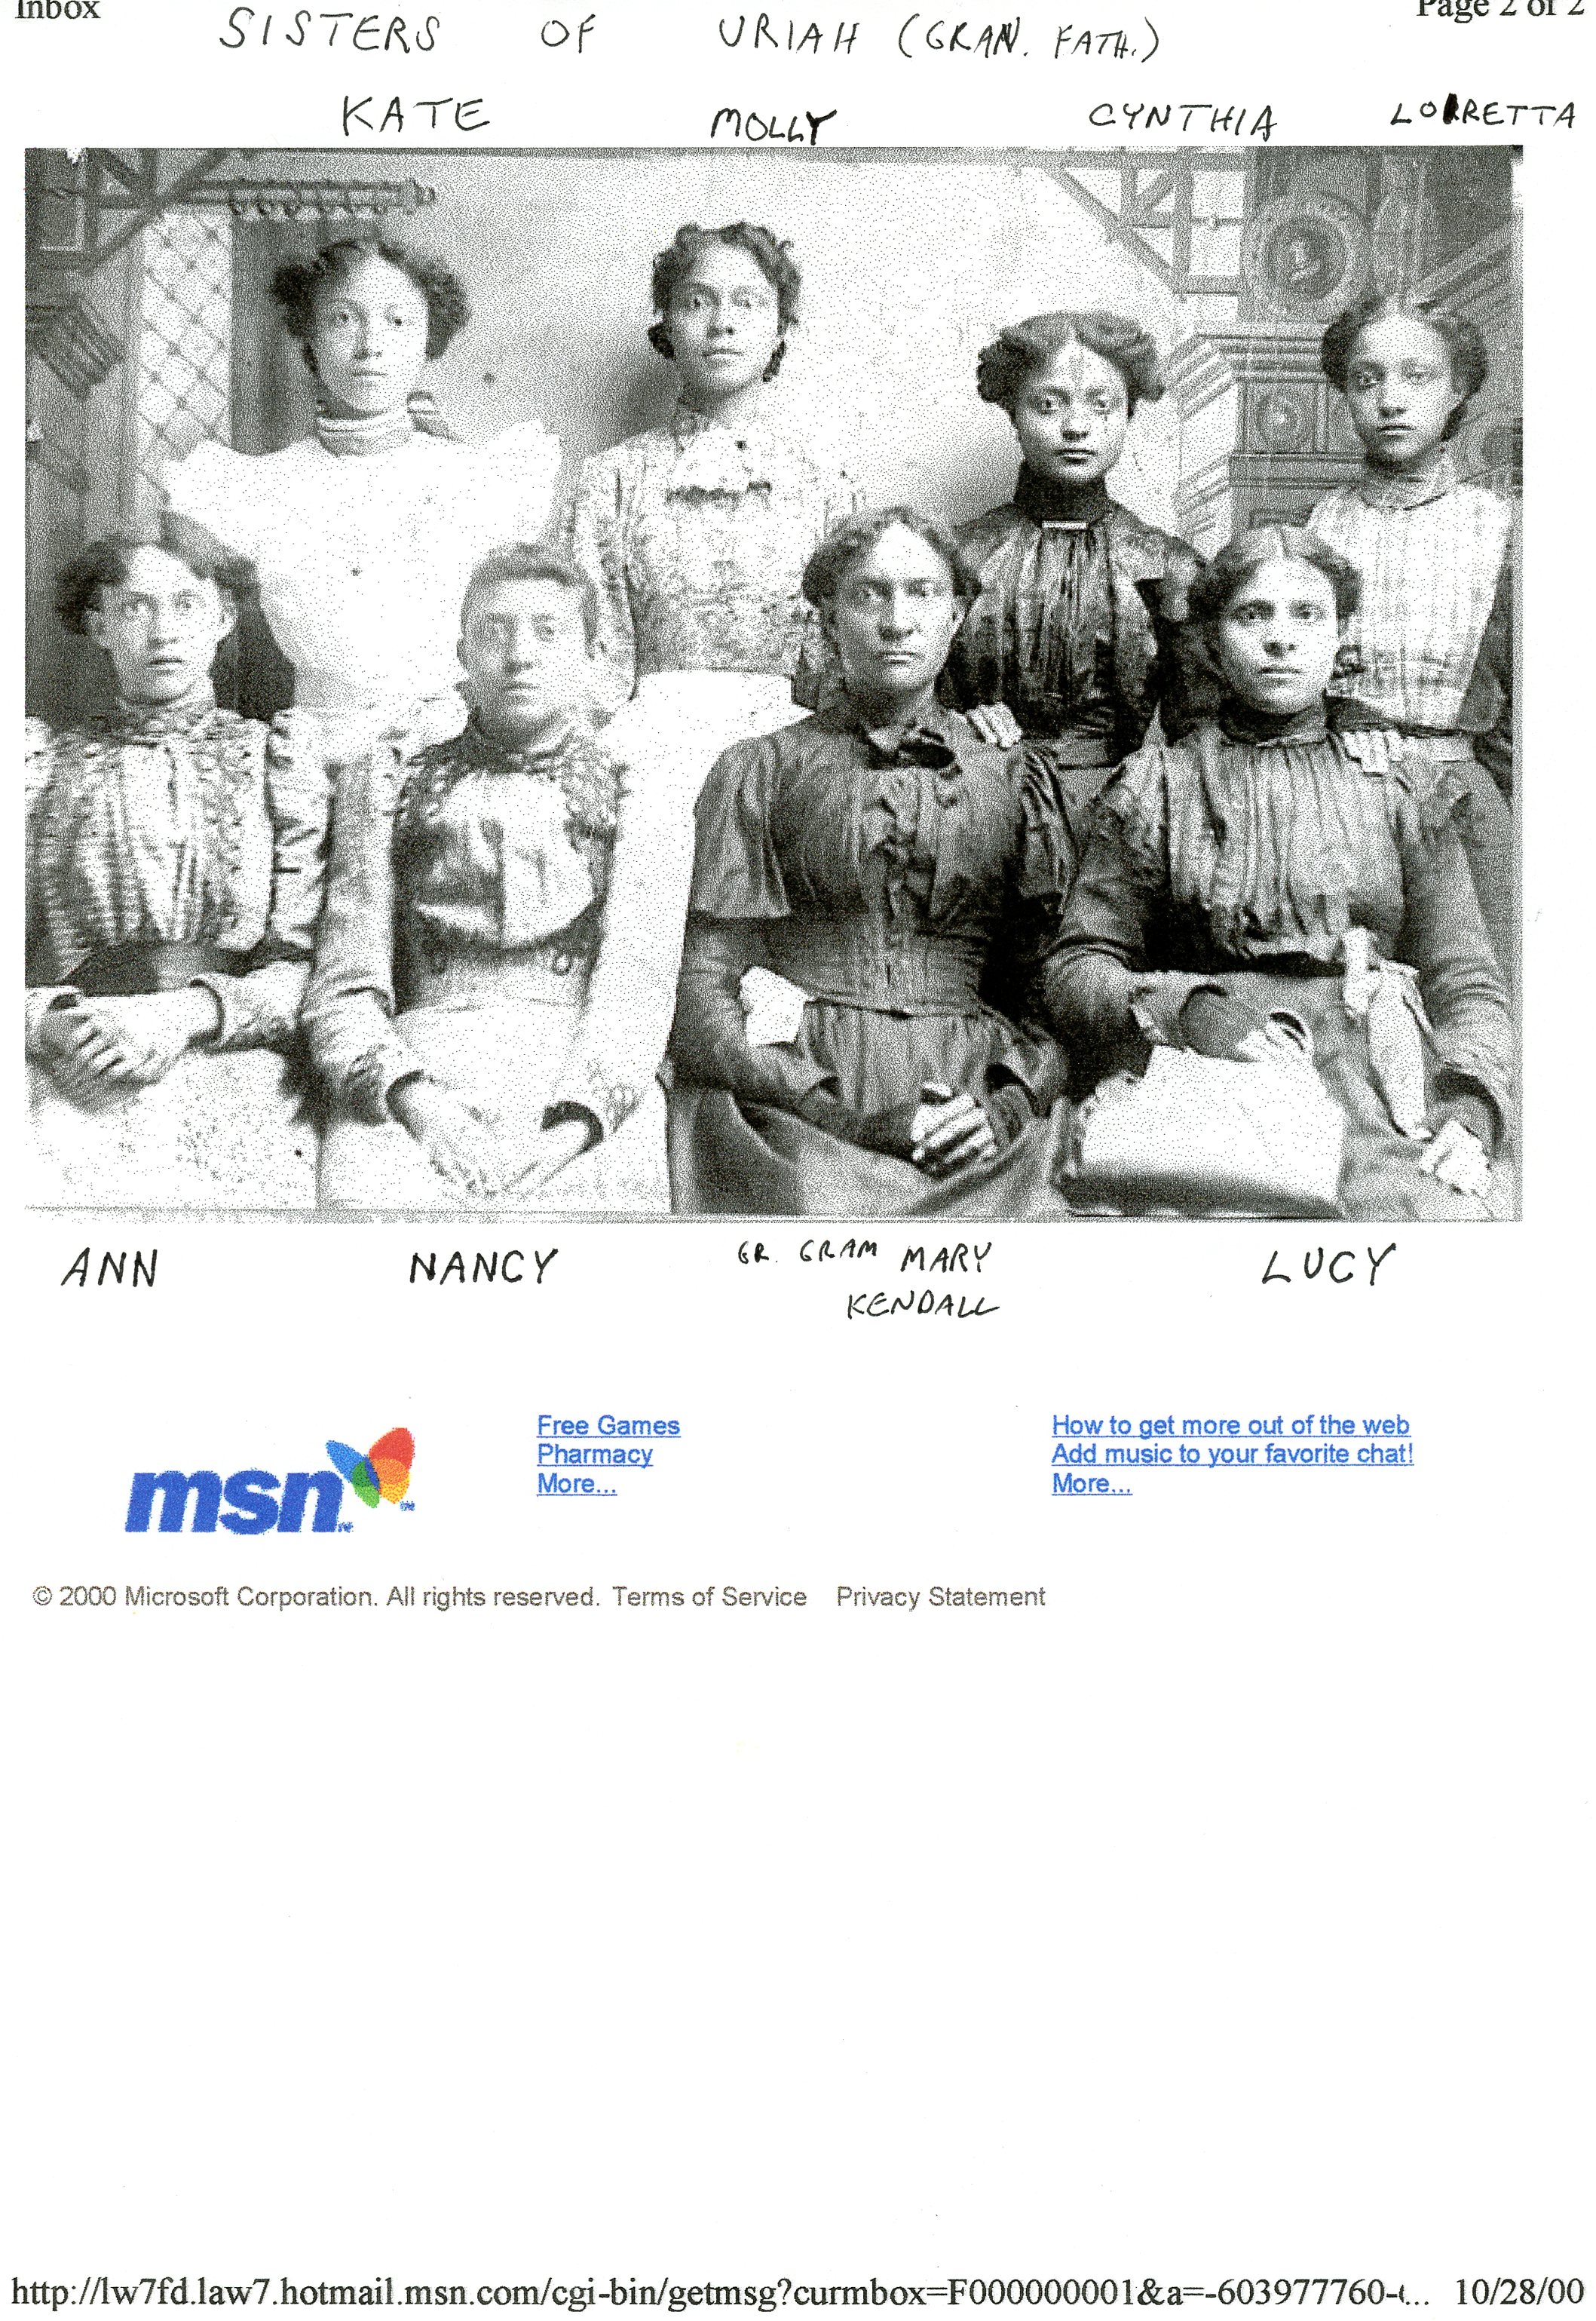 Inbox Page 2 of 2
SISTERS OF URIAH (GRAN. FATH.)
KATE MOLLY CYNTHIA LORRETTA
ANN NANCY GR. GRAM MARY LUCY
KENDALL
Free Games How to get more out of the web
Pharmacy Add music to your favorite chat!
More... More...
msn TM
© 2000 Microsoft Corporation. All rights reserved. Terms of Service Privacy Statement
http://lw7fd.law7.hotmail.msn.com/cgi-bin/getmsg?curmbox=F000000001&a=-603977760-(... 10/28/00